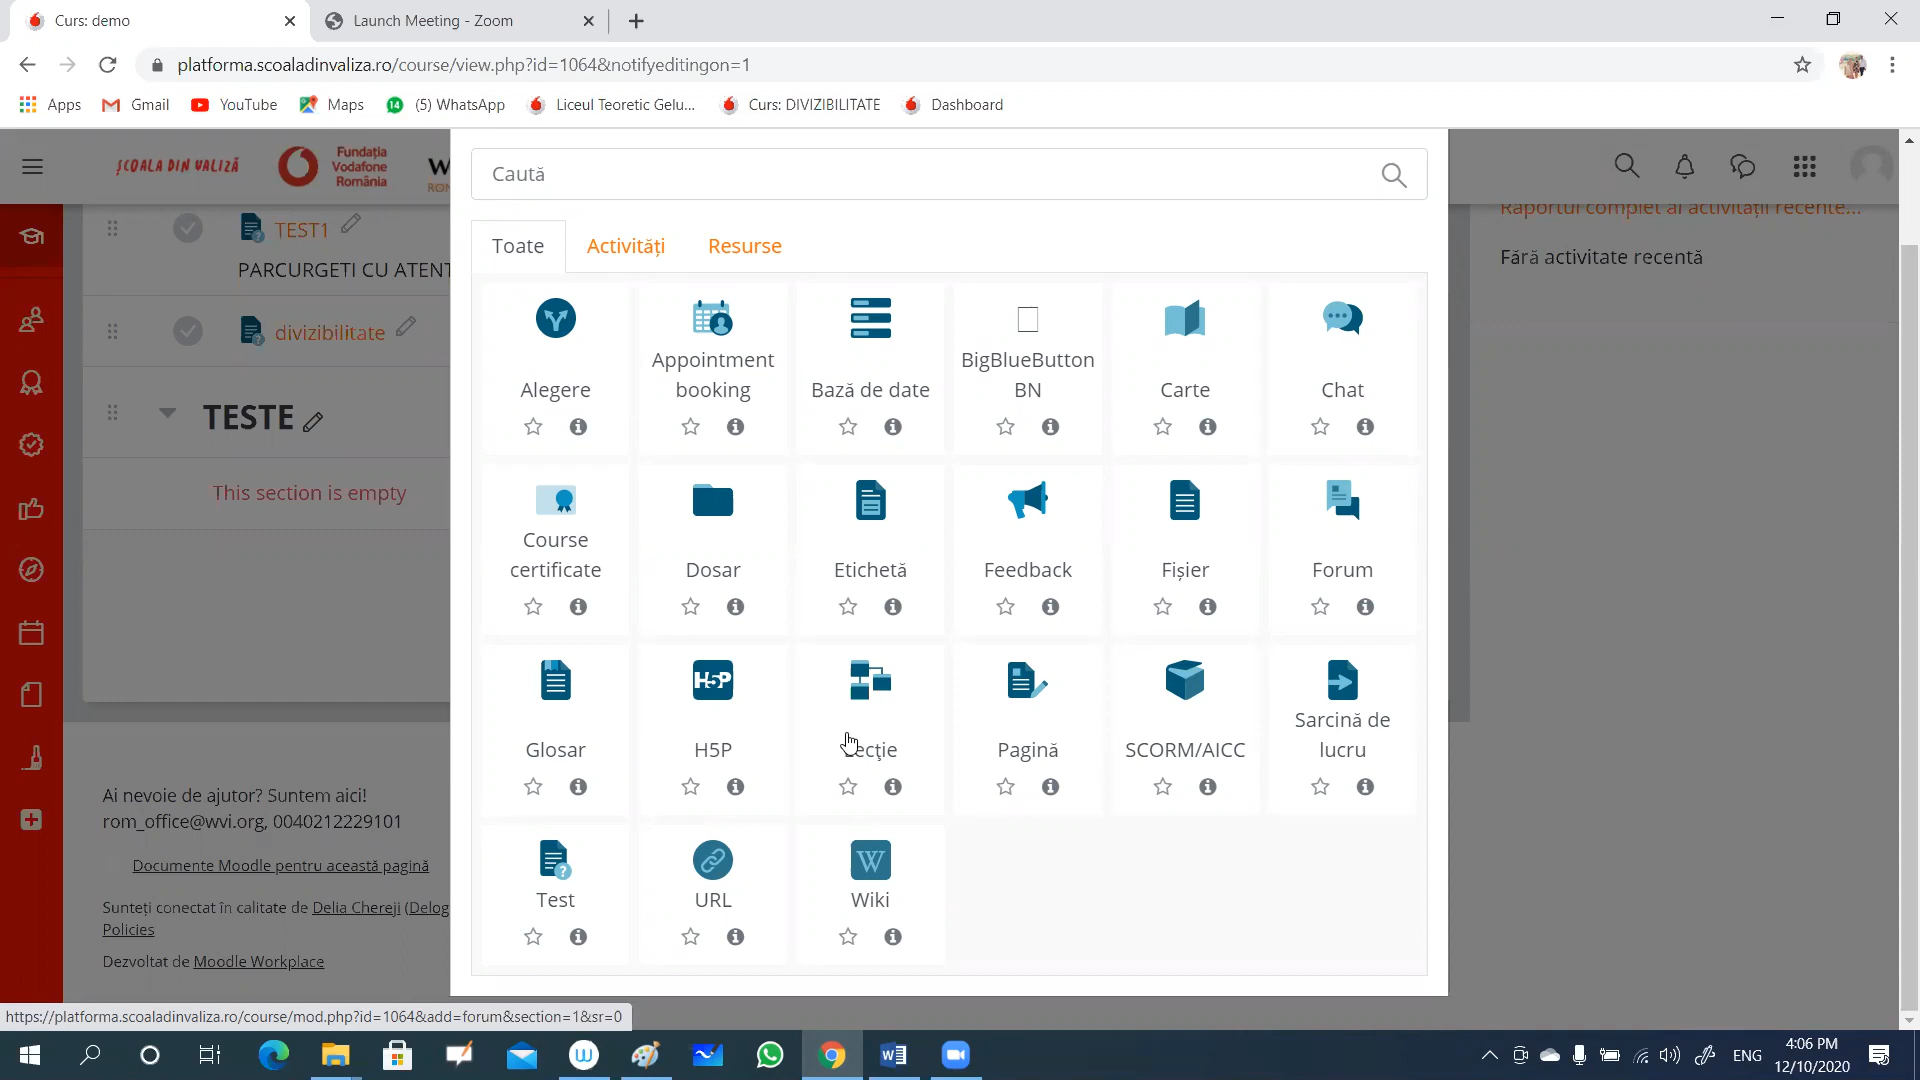 Curs: demo
Launch Meeting - Zoom
platforma.scoaladinvaliza.ro/course/view.php?id=1064&notifyeditingon=1
Apps
Gmail
YouTube
Maps
14
(5) WhatsApp
Liceul Teoretic Gelu...
Curs: DIVIZIBILITATE
Dashboard
ȘCOALA DIN VALIZĂ
Fundația
Vodafone
România
W
ROM
Caută
Toate
Activități
Resurse
TEST1
PARCURGETI CU ATENT
divizibilitate
TESTE
This section is empty
Raportul complet al activității recente...
Fără activitate recentă
Alegere
Appointment
booking
Bază de date
BigBlueButton
BN
Carte
Chat
Course
certificate
Dosar
Etichetă
Feedback
Fișier
Forum
Glosar
H5P
H5P
ecție
Pagină
SCORM/AICC
Sarcină de
lucru
Test
URL
W
Wiki
Ai nevoie de ajutor? Suntem aici!
rom_office@wvi.org, 0040212229101
Documente Moodle pentru această pagină
Sunteți conectat în calitate de Delia Chereji (Delog
Policies
Dezvoltat de Moodle Workplace
https://platforma.scoaladinvaliza.ro/course/mod.php?id=1064&add=forum&section=1&sr=0
ENG
4:06 PM
12/10/2020